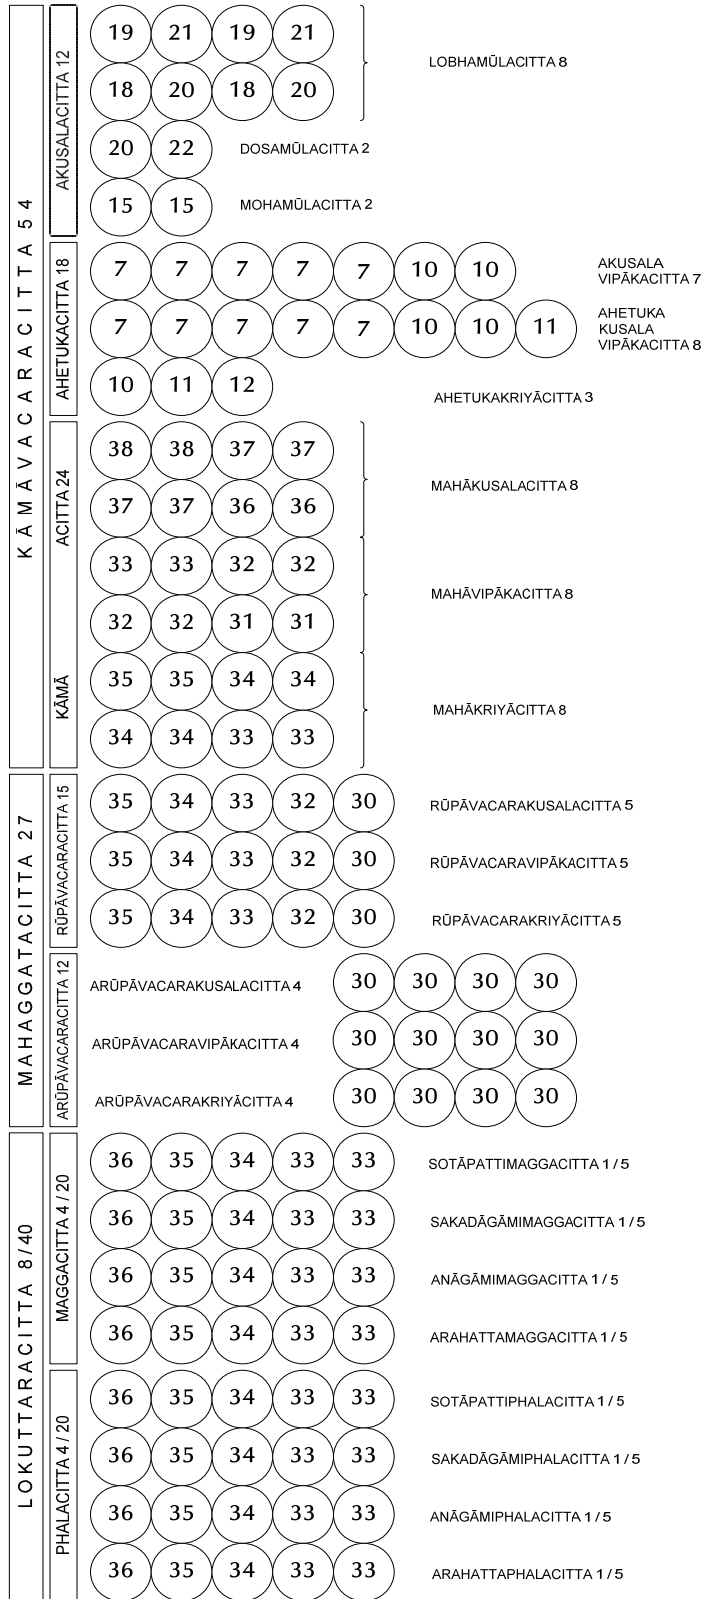 KĀMĀVACARACITTA 54
AKUSALACITTA 12
19 21 19 21
LOBHAMŪLACITTA 8
18 20 18 20
20 22 DOSAMŪLACITTA 2
15 15 MOHAMŪLACITTA 2
AHETUKACITTA 18
7 7 7 7 7 10 10
AKUSALA
VIPĀKACITTA 7
7 7 7 7 7 10 10 11
AHETUKA
KUSALA
VIPĀKACITTA 8
10 11 12
AHETUKAKRIYĀCITTA 3
KĀMĀ ACITTA 24
38 38 37 37
MAHĀKUSALACITTA 8
37 37 36 36
33 33 32 32
MAHĀVIPĀKACITTA 8
32 32 31 31
35 35 34 34
MAHĀKRIYĀCITTA 8
34 34 33 33
MAHAGGATACITTA 27
RŪPĀVACARACITTA 15
35 34 33 32 30 RŪPĀVACARAKUSALACITTA 5
35 34 33 32 30 RŪPĀVACARAVIPĀKACITTA 5
35 34 33 32 30 RŪPĀVACARAKRIYĀCITTA 5
ARŪPĀVACARACITTA 12
ARŪPĀVACARAKUSALACITTA 4 30 30 30 30
ARŪPĀVACARAVIPĀKACITTA 4 30 30 30 30
ARŪPĀVACARAKRIYĀCITTA 4 30 30 30 30
LOKUTTARACITTA 8/40
MAGGACITTA 4 / 20
36 35 34 33 33 SOTĀPATTIMAGGACITTA 1 / 5
36 35 34 33 33 SAKADĀGĀMIMAGGACITTA 1 / 5
36 35 34 33 33 ANĀGĀMIMAGGACITTA 1 / 5
36 35 34 33 33 ARAHATTAMAGGACITTA 1 / 5
PHALACITTA 4 / 20
36 35 34 33 33 SOTĀPATTIPHALACITTA 1 / 5
36 35 34 33 33 SAKADĀGĀMIPHALACITTA 1 / 5
36 35 34 33 33 ANĀGĀMIPHALACITTA 1 / 5
36 35 34 33 33 ARAHATTAPHALACITTA 1 / 5